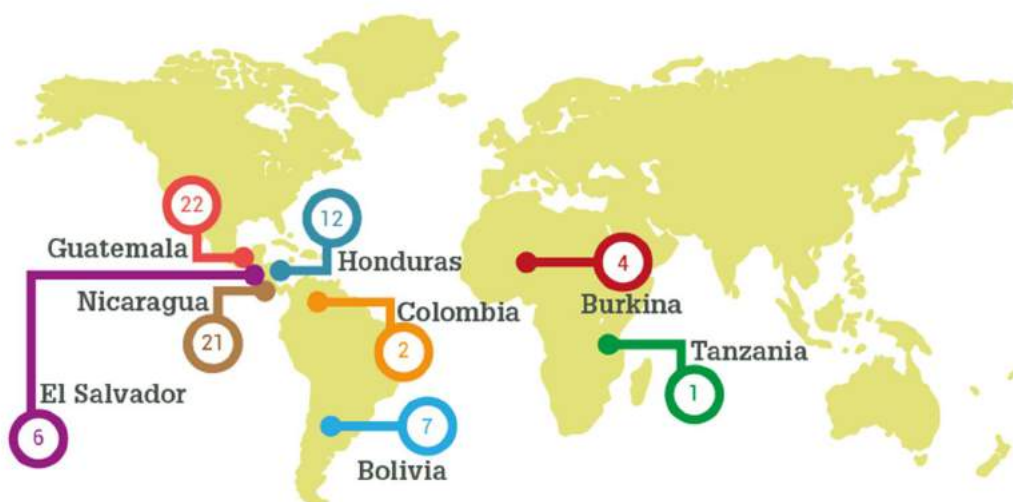 22
12
Guatemala
Honduras
4
Nicaragua
Burkina
Colombia
21
2
Tanzania
El Salvador
1
6
7
Bolivia